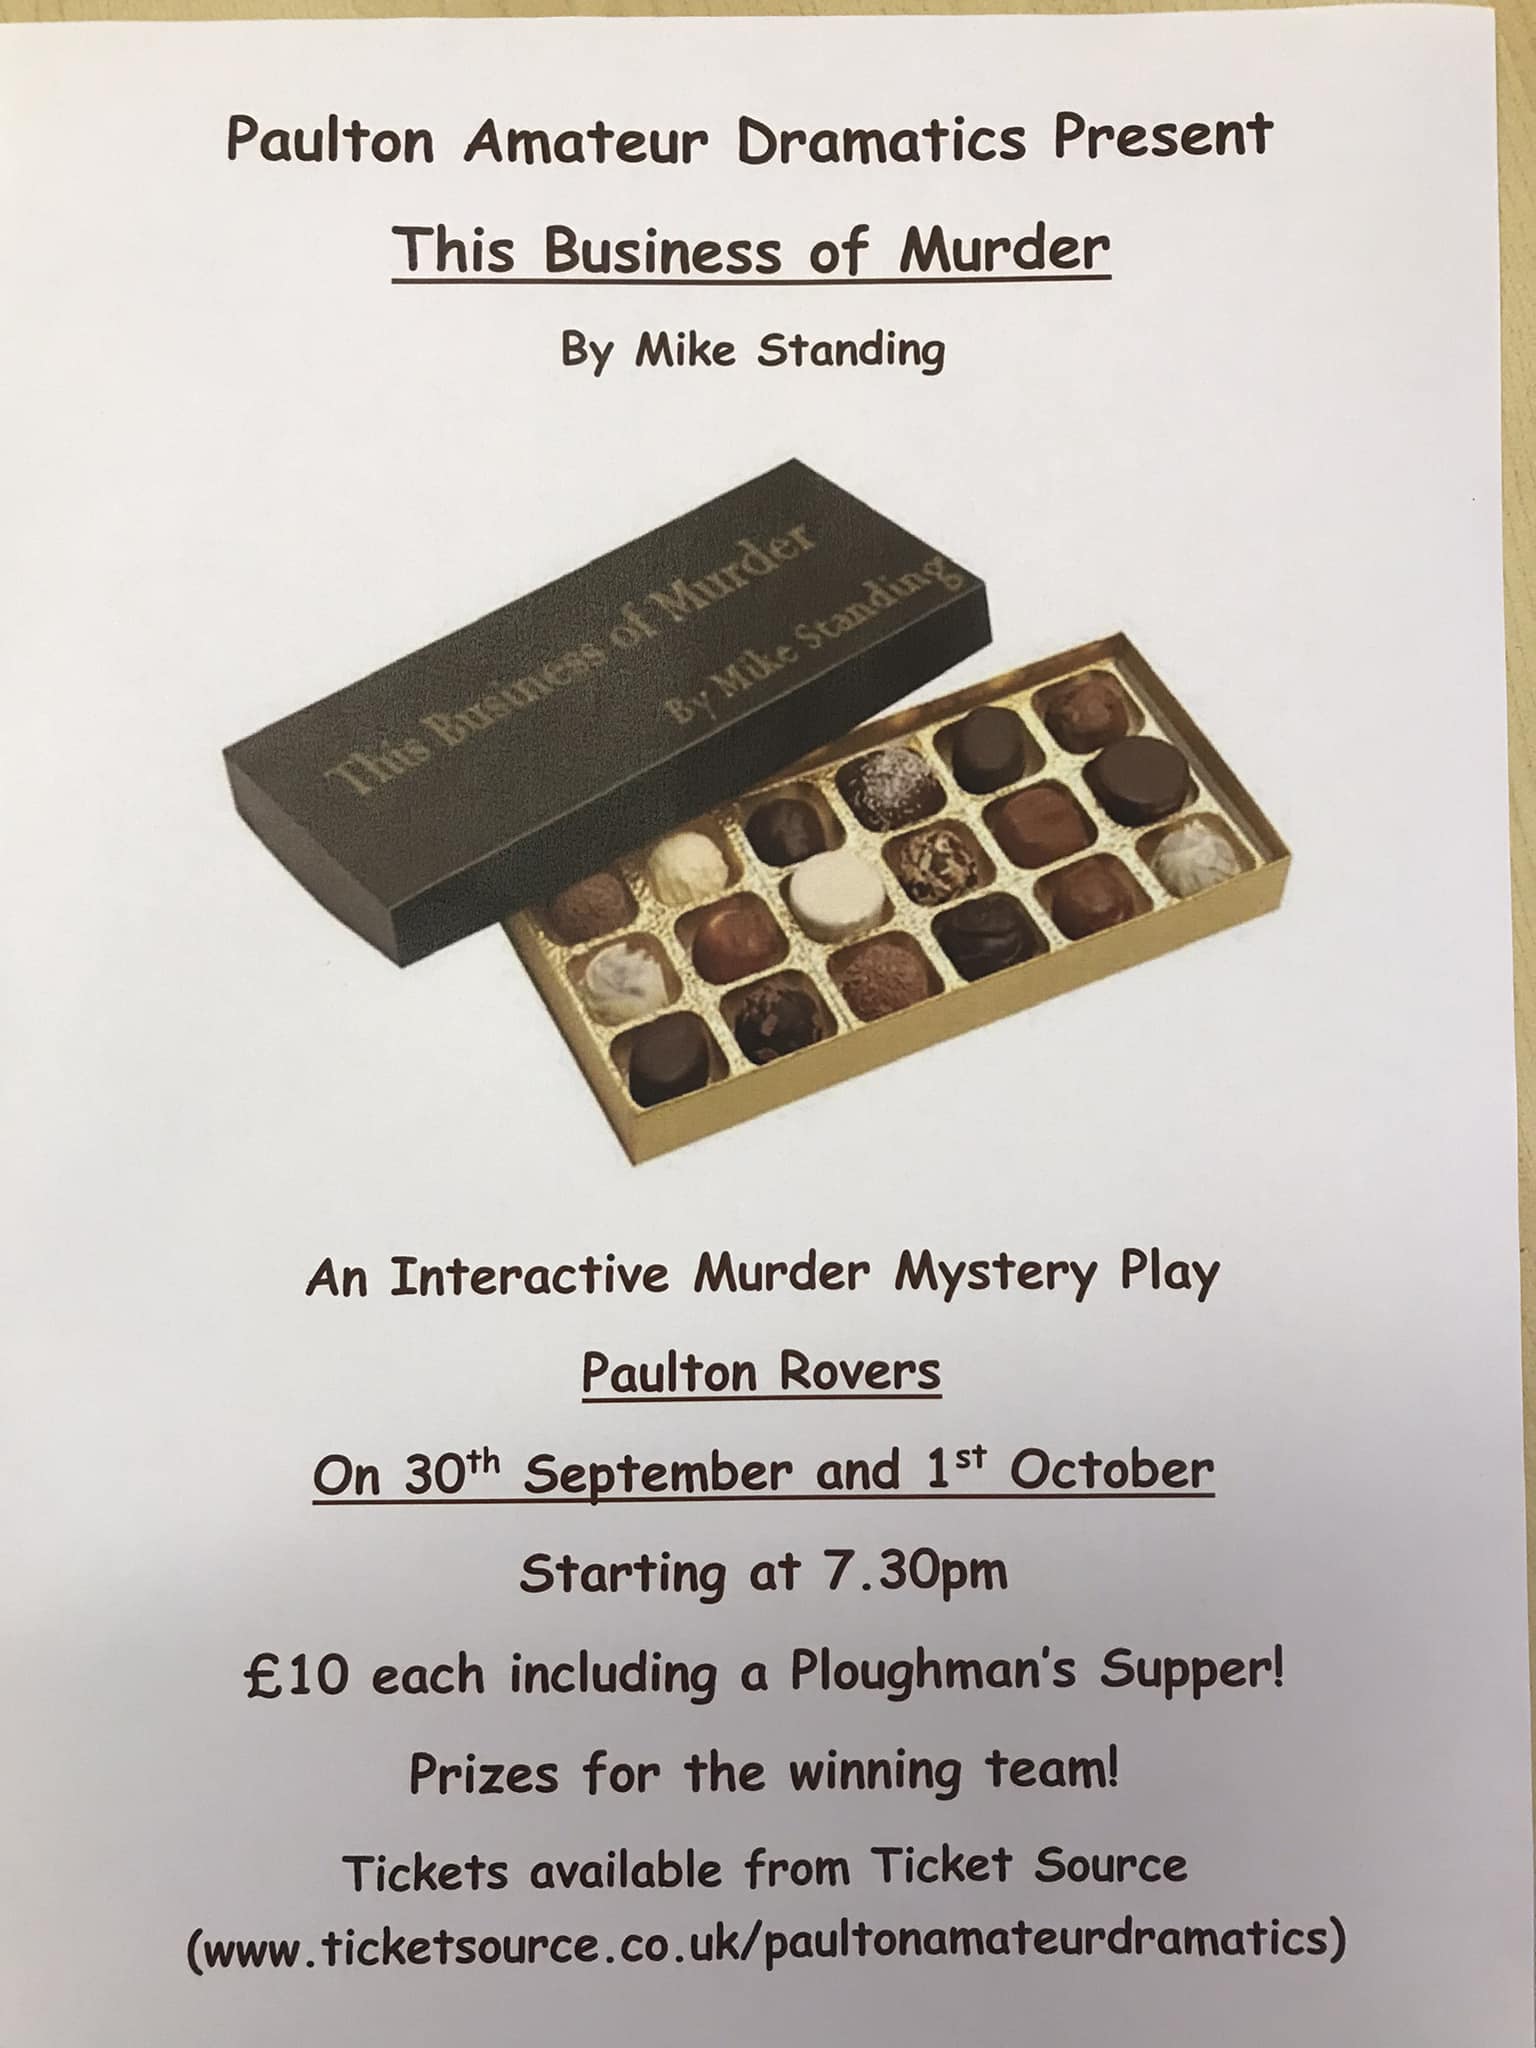 Paulton Amateur Dramatics Present
This Business of Murder
By Mike Standing
This Business of Murder
By Mike Standing
An Interactive Murder Mystery Play
Paulton Rovers
On 30th September and 1st October
Starting at 7.30pm
£10 each including a Ploughman's Supper!
Prizes for the winning team!
Tickets available from Ticket Source
(www.ticketsource.co.uk/paultonamateurdramatics)